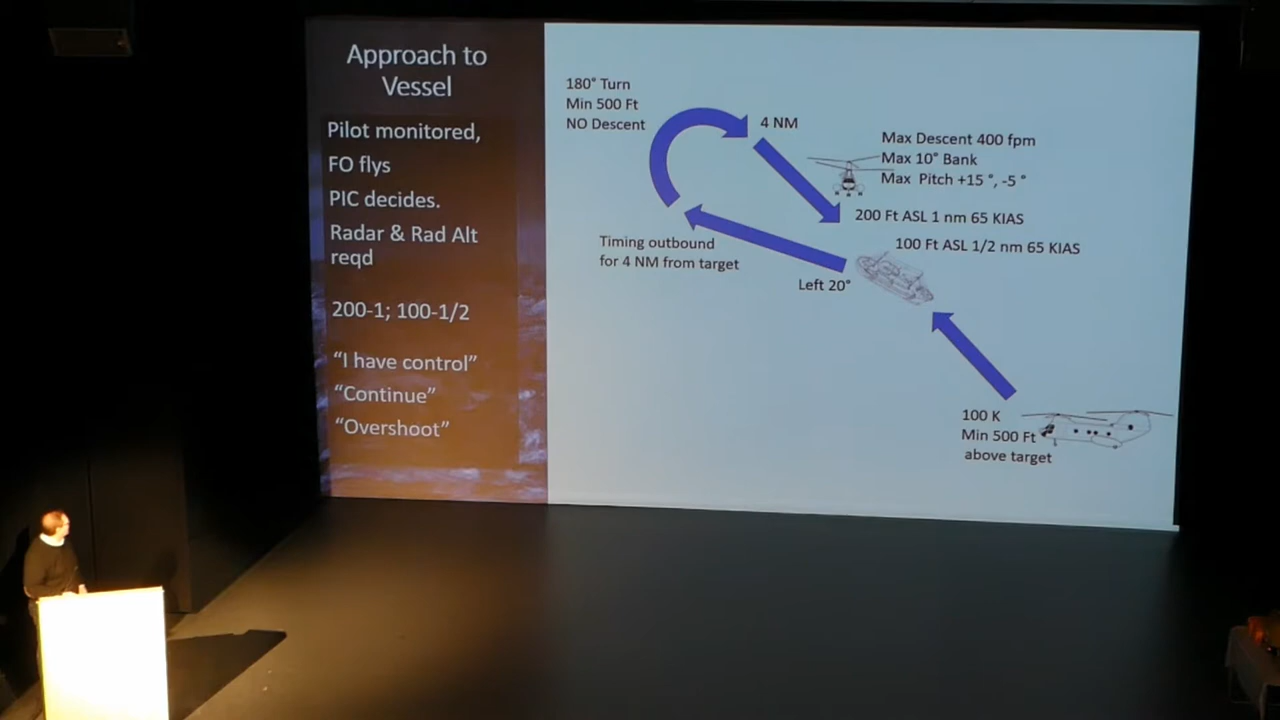 Approach to
Vessel
Pilot monitored,
FO flys
PIC decides.
Radar & Rad Alt
reqd
200-1; 100-1/2
“I have control”
“Continue”
“Overshoot”
180° Turn
Min 500 Ft
NO Descent
4 NM
Max Descent 400 fpm
Max 10° Bank
Max Pitch +15 °, -5 °
200 Ft ASL 1 nm 65 KIAS
100 Ft ASL 1/2 nm 65 KIAS
Timing outbound
for 4 NM from target
Left 20°
100 K
Min 500 Ft
above target